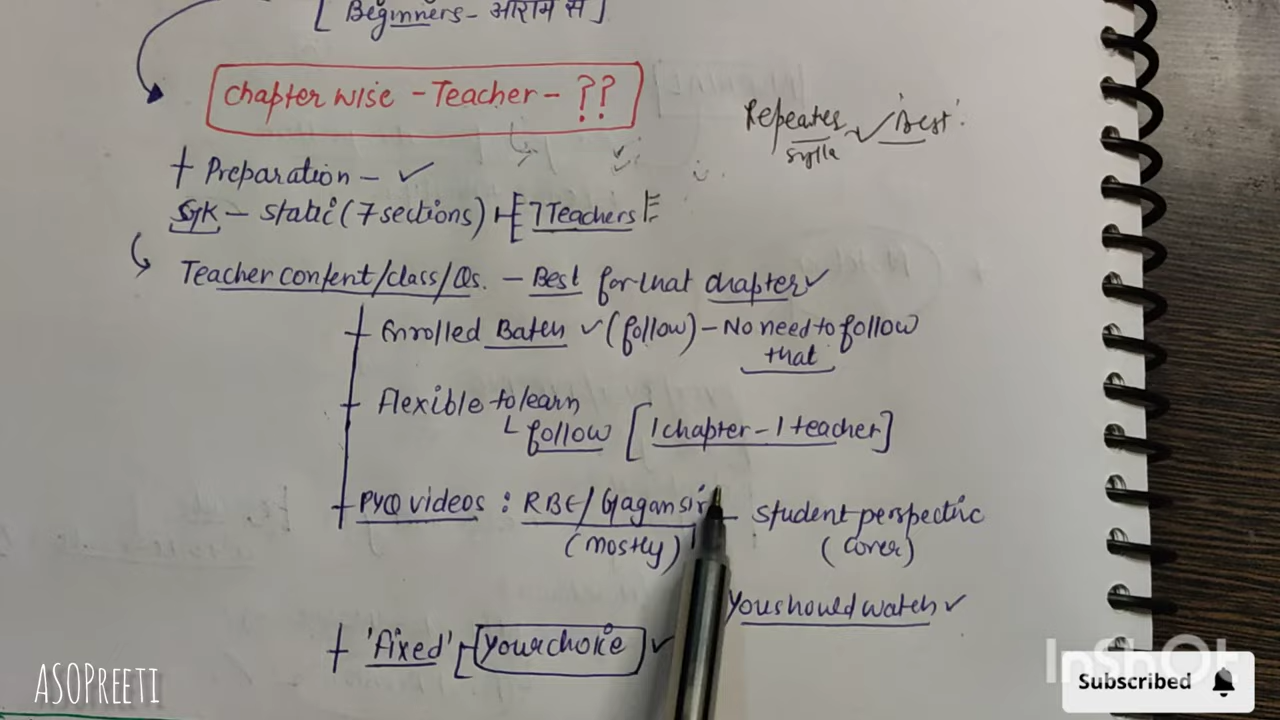 [ Beginners - आराम से ]
Chapter wise - Teacher - ??
Repeaters ✓ Best.
Sylla
+ Preparation - ✓
S/K - Static (7 sections) [ 7 Teachers ]
Teacher content/class/Qs. - Best for that chapter ✓
+ Enrolled Batch ✓ (follow) - No need to follow
that
+ Flexible to learn
follow [ 1 chapter - 1 teacher ]
+ PYQ videos : RBE/Gagan sir - Student perspective
(mostly) (cover)
You should watch ✓
+ 'Fixed' [ Your choice ] ✓
ASOPREETI
InShOt
Subscribed